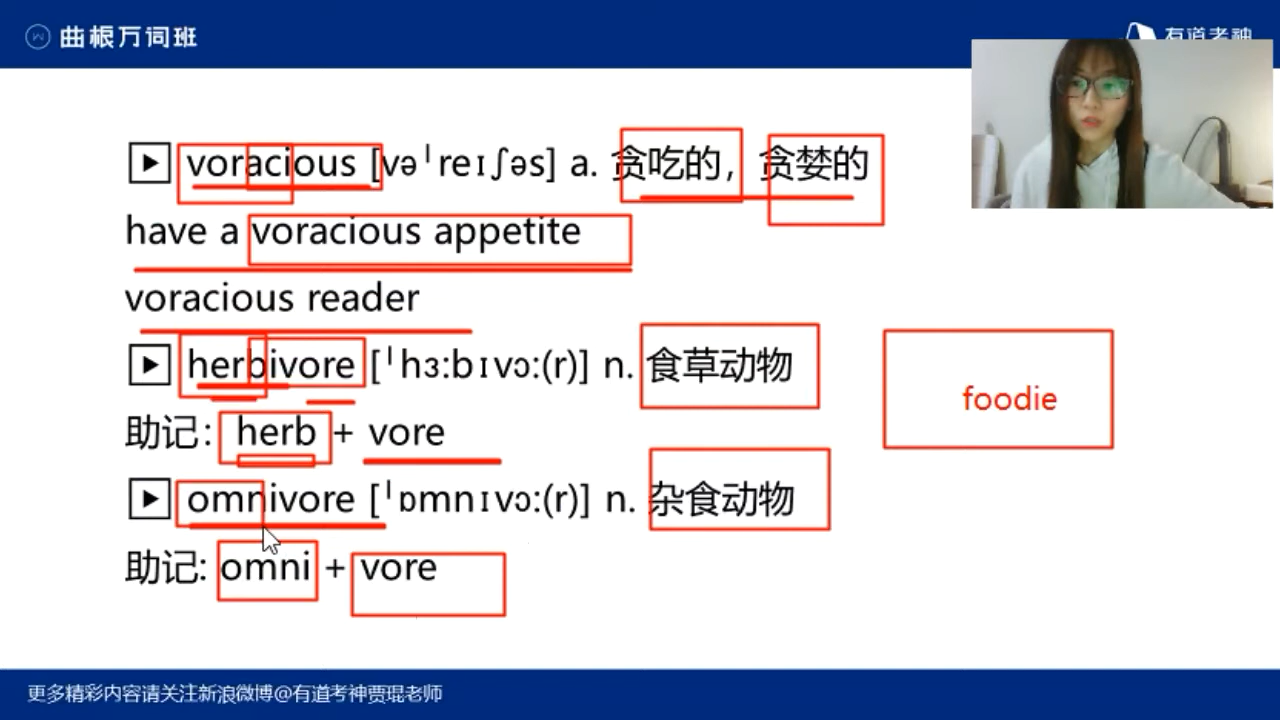 曲根万词班
有道考神
voracious [vəˈreɪʃəs] a. 贪吃的，贪婪的
have a voracious appetite
voracious reader
herbivore [ˈhɜ:bɪvɔ:(r)] n. 食草动物
foodie
助记： herb + vore
omnivore [ˈɒmnɪvɔ:(r)] n. 杂食动物
助记: omni + vore
更多精彩内容请关注新浪微博@有道考神贾琨老师